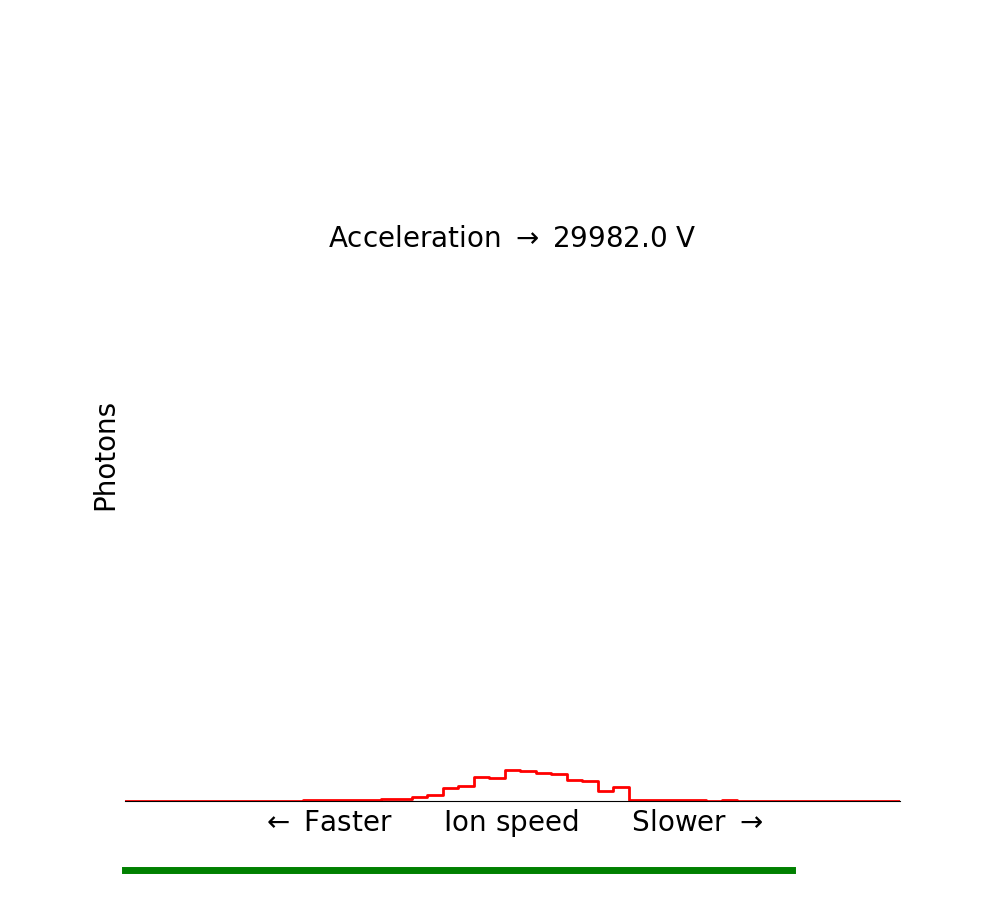 Acceleration → 29982.0 V
Photons
← Faster Ion speed Slower →